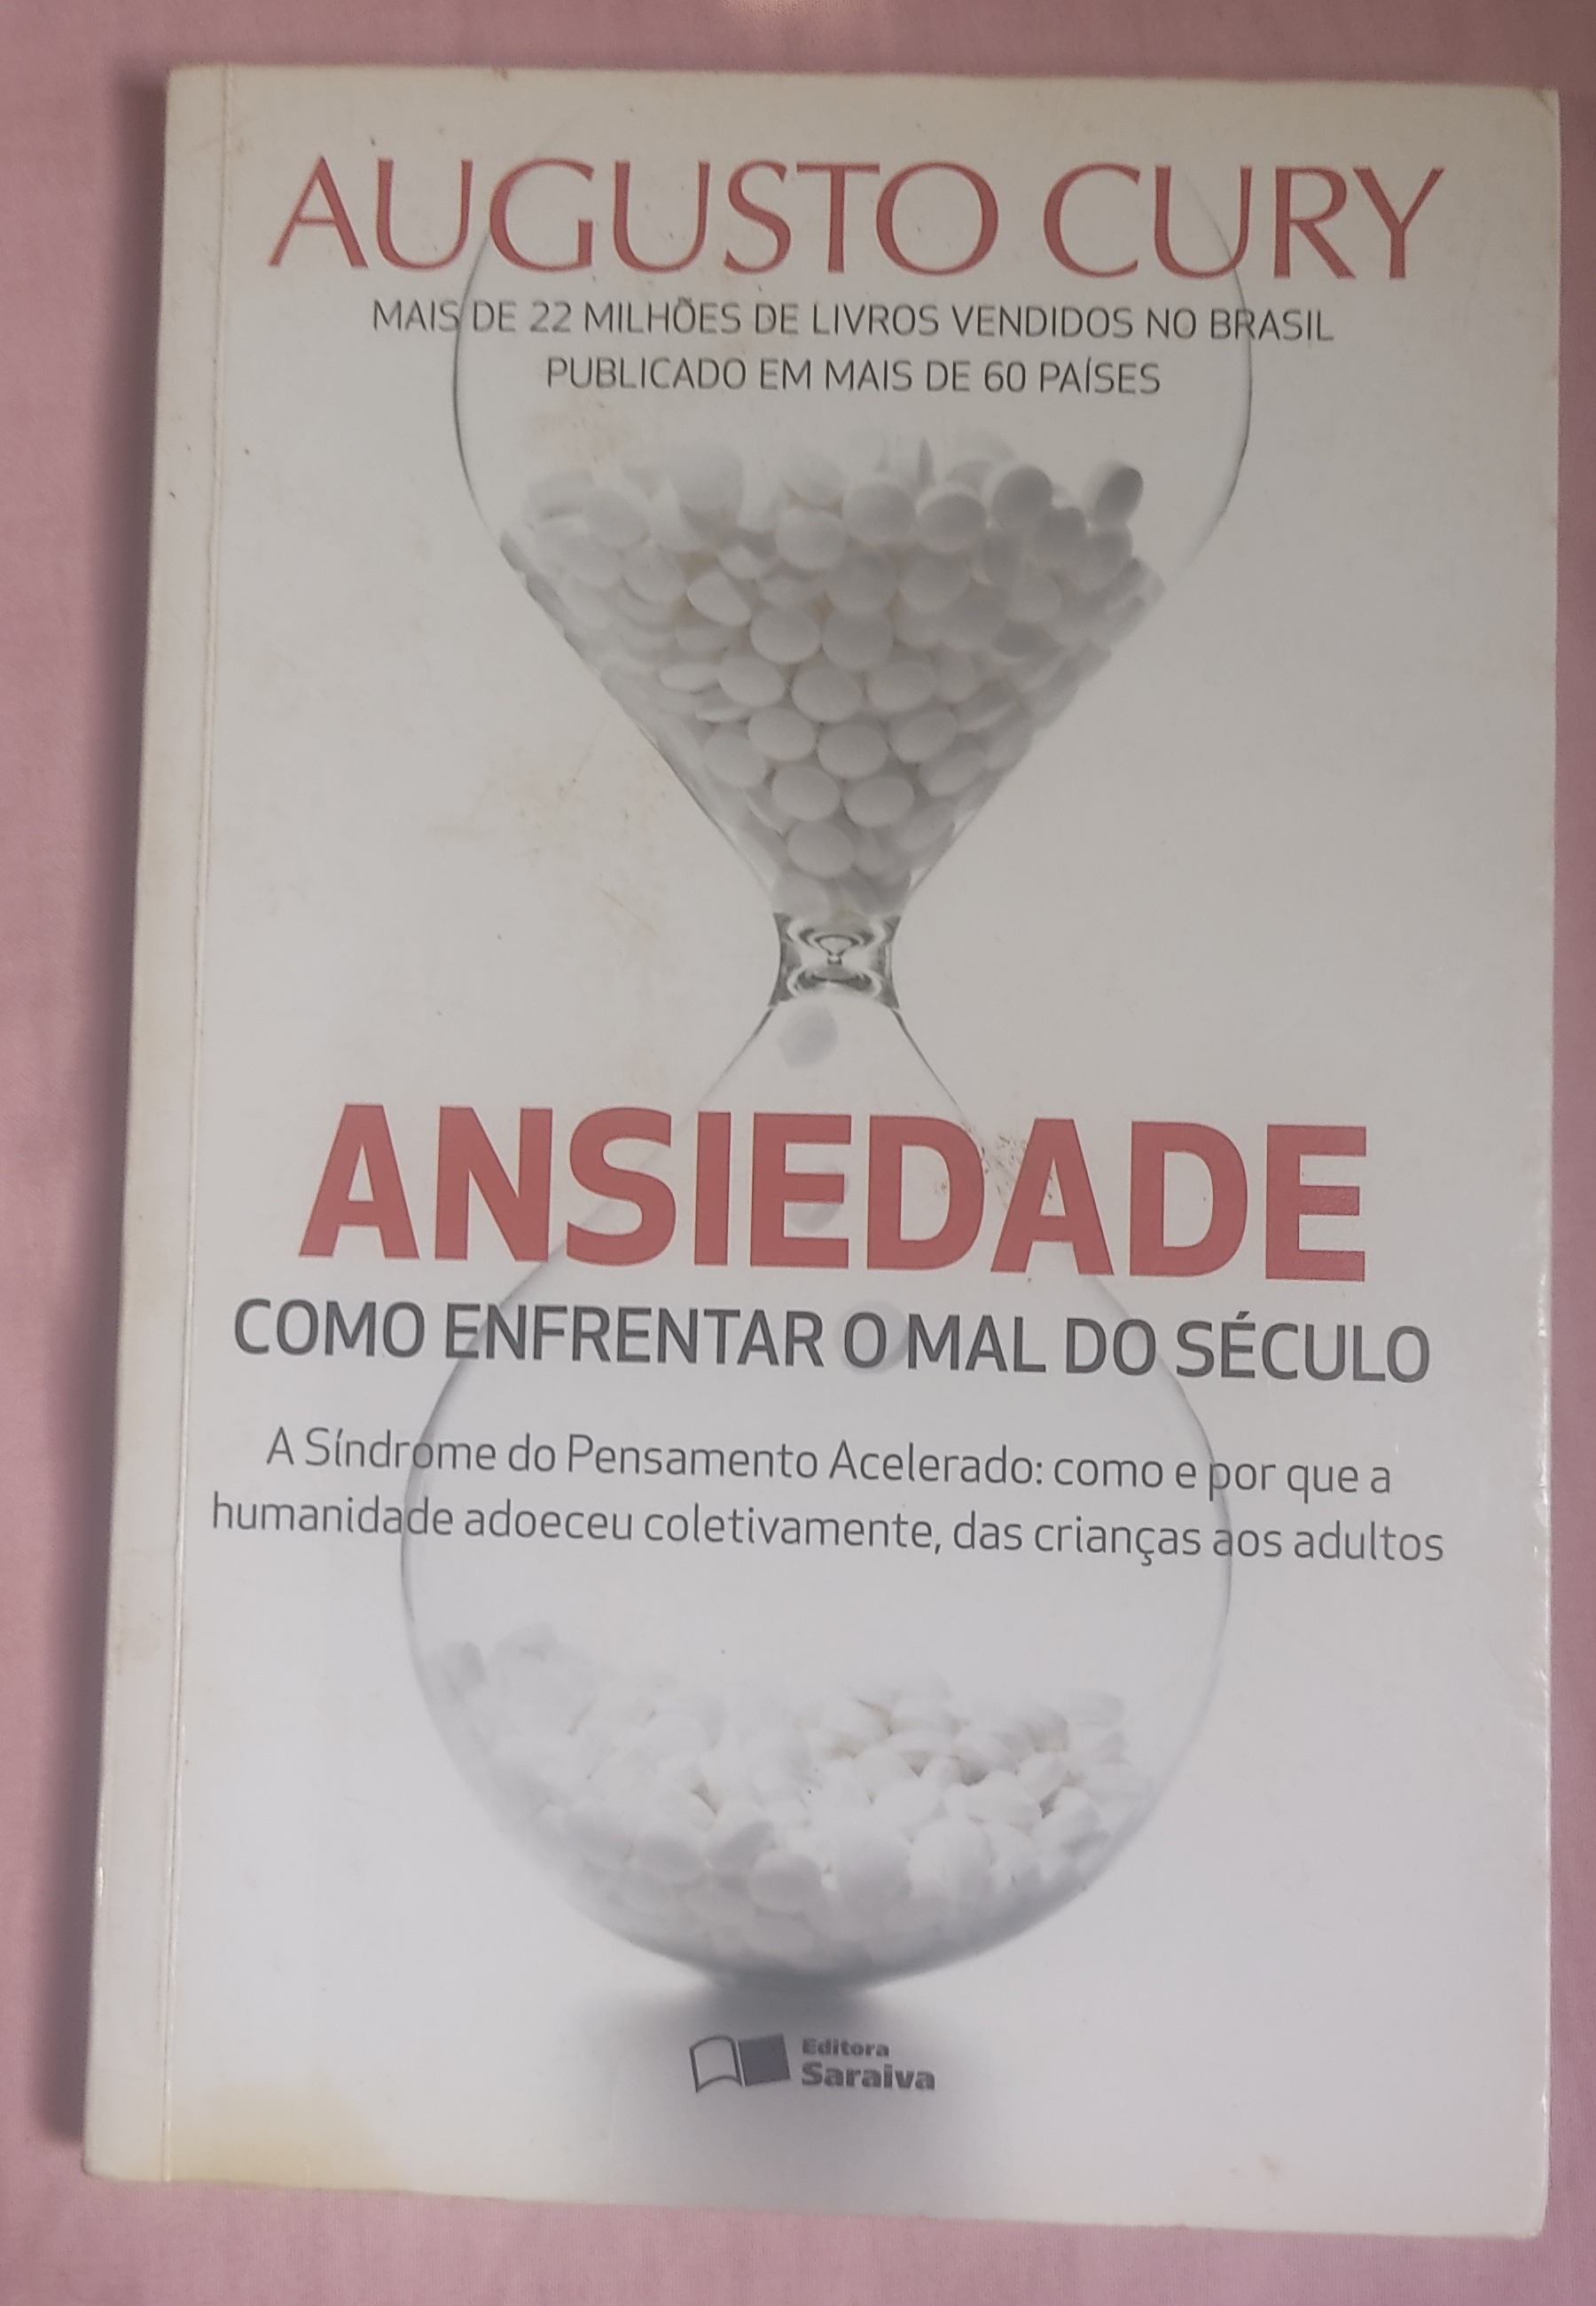 AUGUSTO CURY
MAIS DE 22 MILHÕES DE LIVROS VENDIDOS NO BRASIL
PUBLICADO EM MAIS DE 60 PAÍSES
ANSIEDADE
COMO ENFRENTAR O MAL DO SÉCULO
A Síndrome do Pensamento Acelerado: como e por que a
humanidade adoeceu coletivamente, das crianças aos adultos
Editora
Saraiva